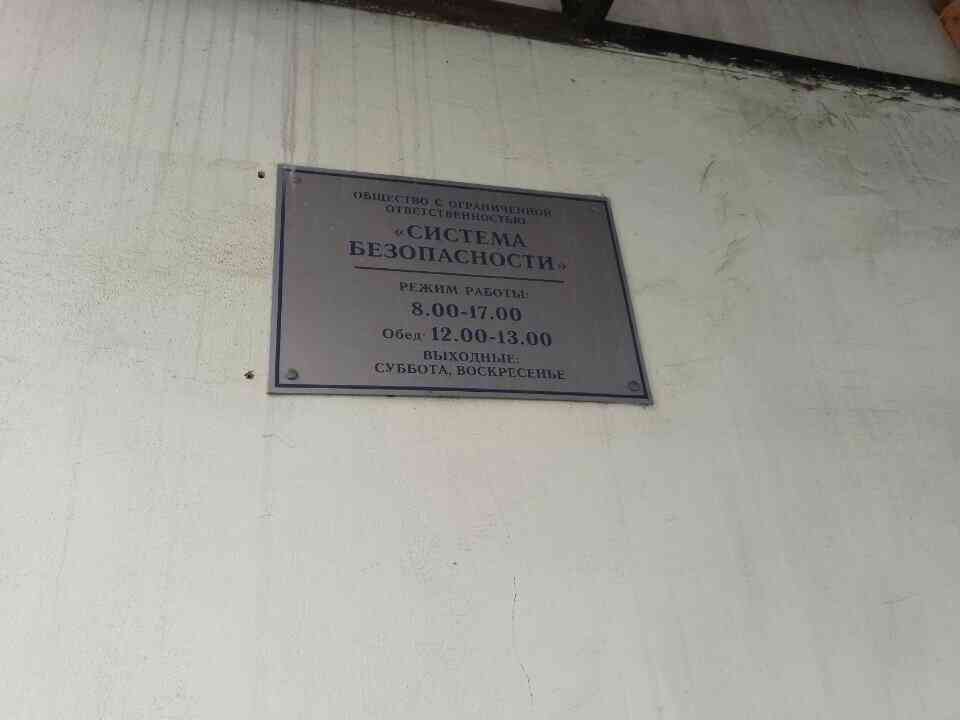 ОБЩЕСТВО С ОГРАНИЧЕННОЙ
ОТВЕТСТВЕННОСТЬЮ
«СИСТЕМА
БЕЗОПАСНОСТИ»
РЕЖИМ РАБОТЫ:
8.00-17.00
Обед: 12.00-13.00
ВЫХОДНЫЕ:
СУББОТА, ВОСКРЕСЕНЬЕ